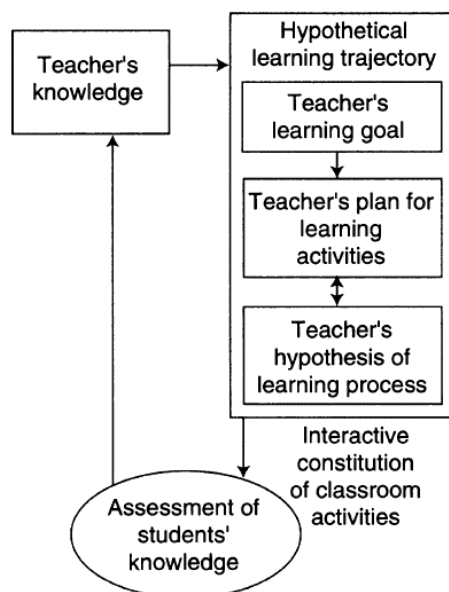 Teacher's
knowledge
Hypothetical
learning trajectory
Teacher's
learning goal
Teacher's plan for
learning
activities
Teacher's
hypothesis of
learning process
Interactive
constitution
of classroom
activities
Assessment of
students'
knowledge